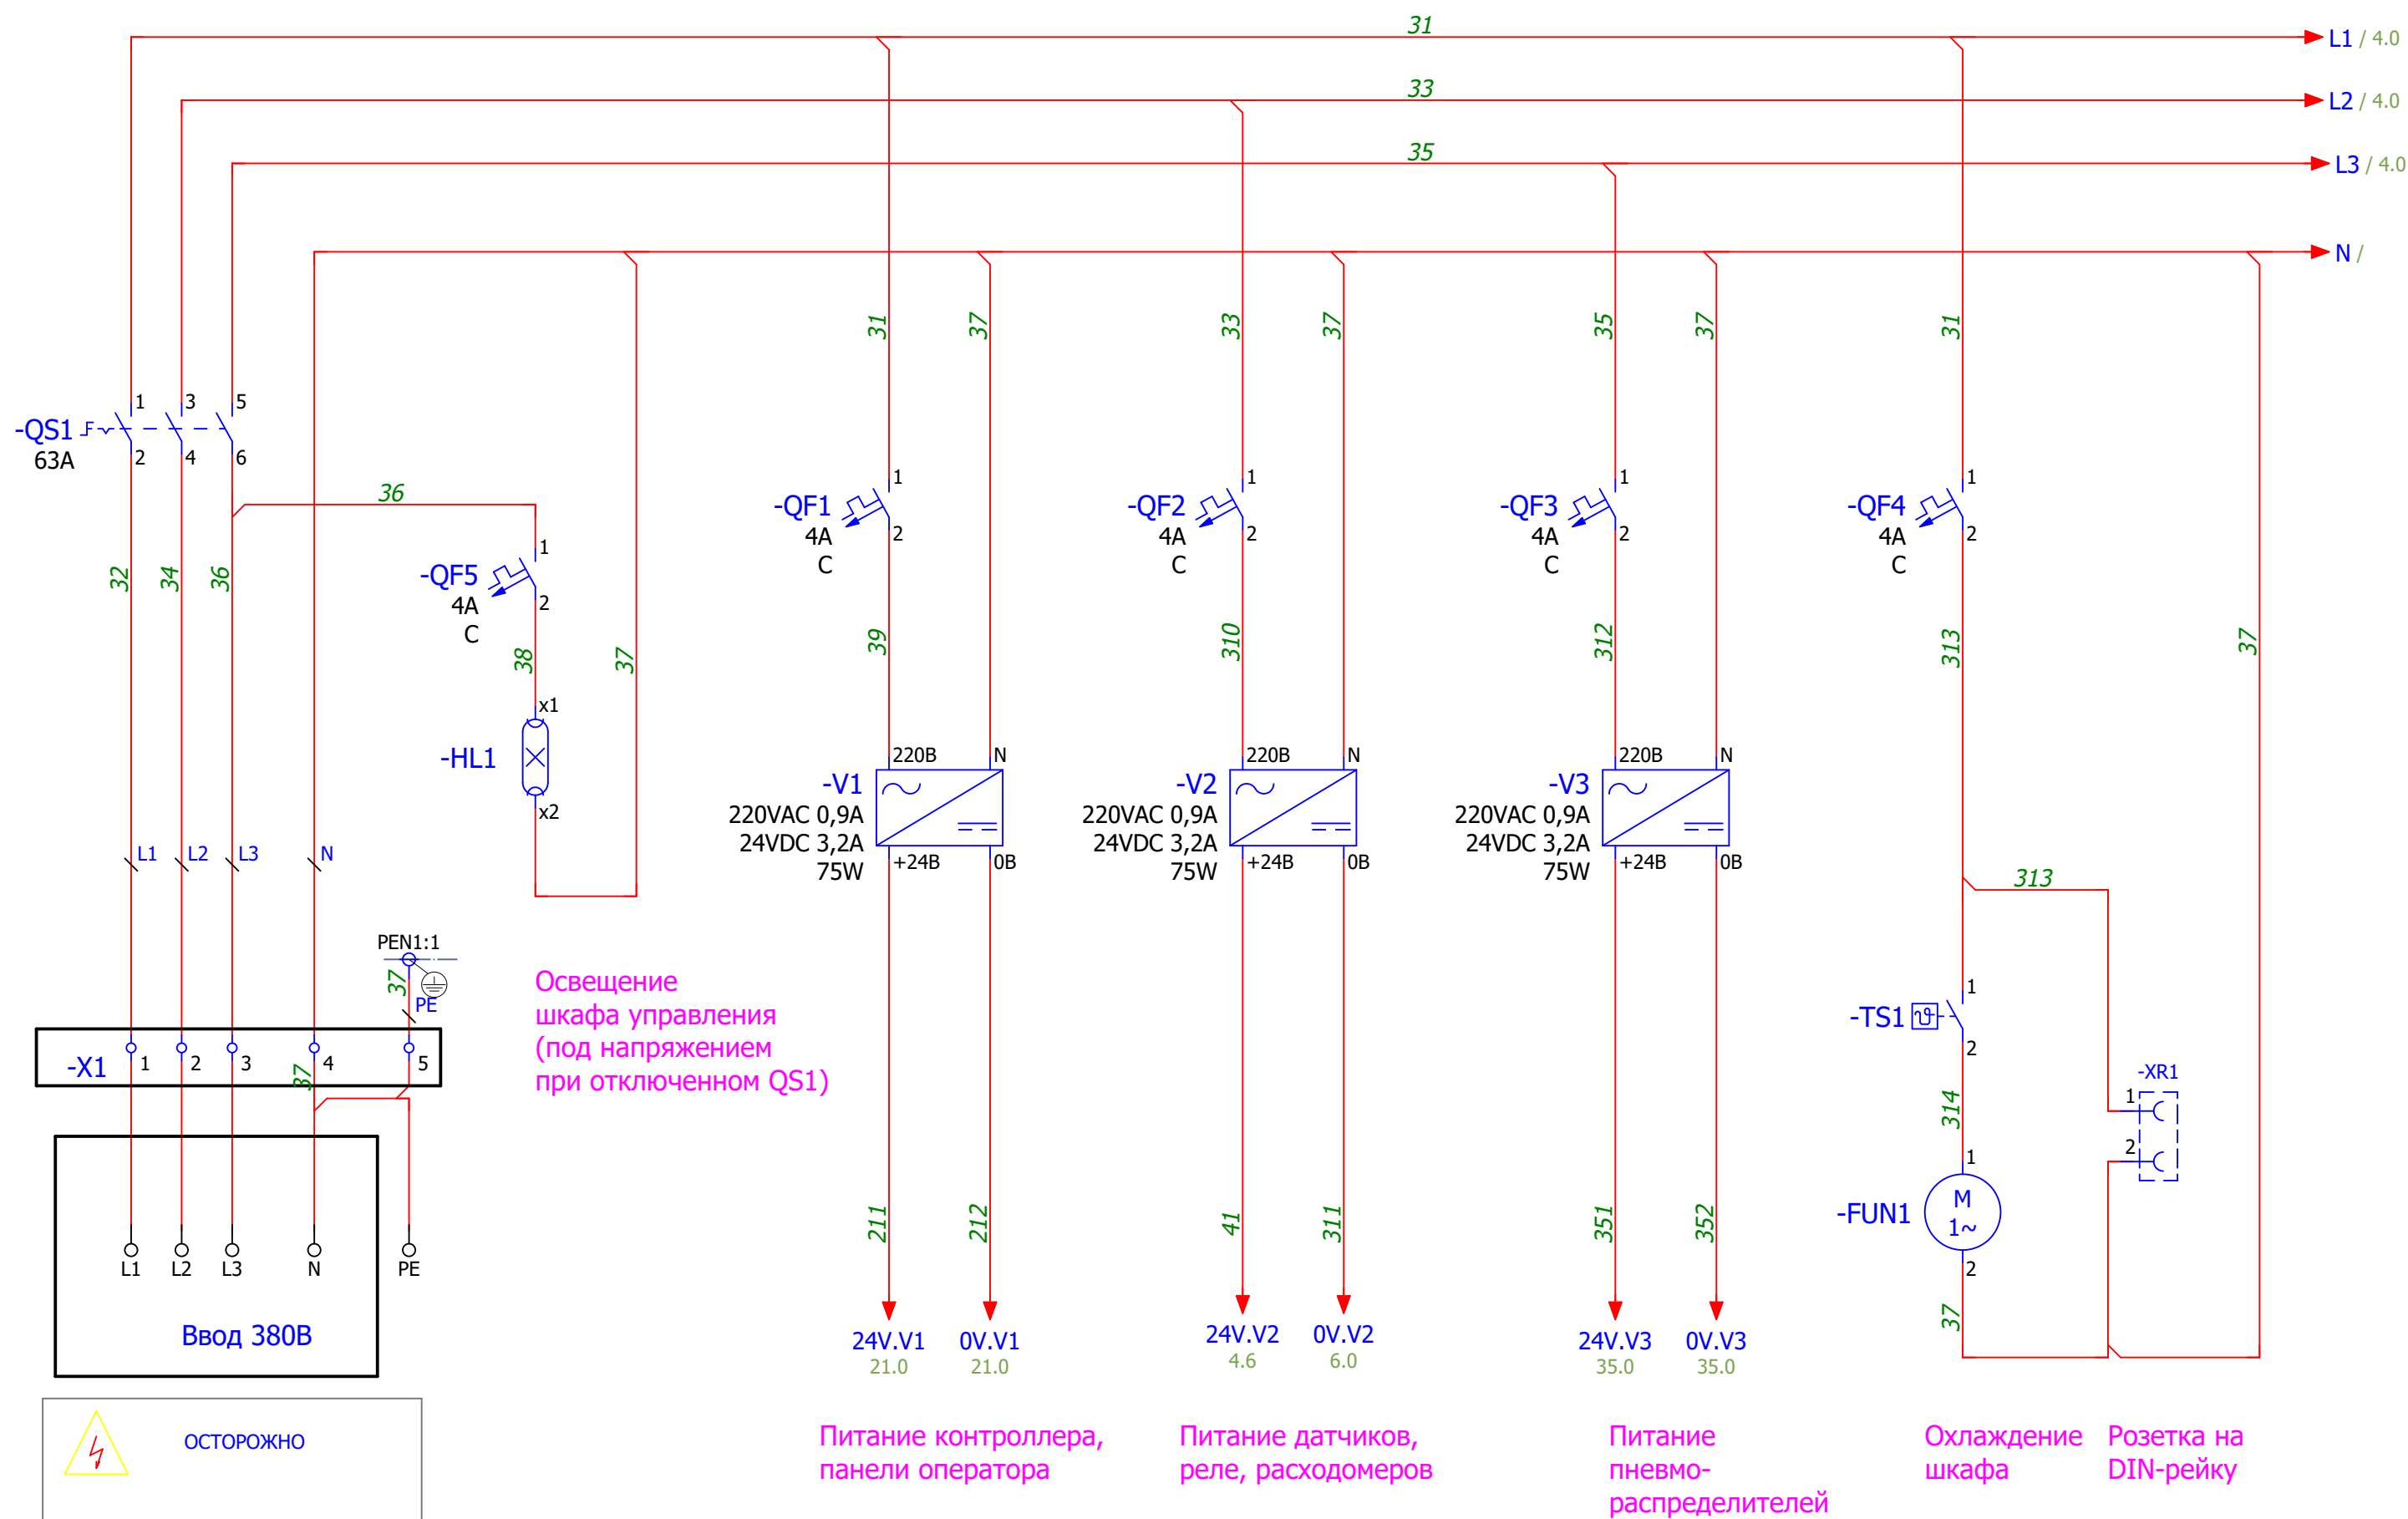 31
L1 / 4.0
33
L2 / 4.0
35
L3 / 4.0
N /
31
37
33
37
35
37
31
-QS1
63A
1
3
5
2
4
6
36
32
34
36
-QF5
4A
C
1
2
38
37
-HL1
x1
x2
-QF1
4A
C
1
2
39
-QF2
4A
C
1
2
310
-QF3
4A
C
1
2
312
-QF4
4A
C
1
2
313
37
L1
L2
L3
N
-V1
220VAC 0,9A
24VDC 3,2A
75W
220В
N
+24В
0В
-V2
220VAC 0,9A
24VDC 3,2A
75W
220В
N
+24В
0В
-V3
220VAC 0,9A
24VDC 3,2A
75W
220В
N
+24В
0В
313
PEN1:1
37
PE
-X1
1
2
3
4
5
37
L1
L2
L3
N
PE
Ввод 380В
Освещение
шкафа управления
(под напряжением
при отключенном QS1)
-TS1
1
2
314
-XR1
1
2
-FUN1
1
M
1~
2
37
211
212
41
311
351
352
24V.V1
21.0
0V.V1
21.0
24V.V2
4.6
0V.V2
6.0
24V.V3
35.0
0V.V3
35.0
ОСТОРОЖНО
Питание контроллера,
панели оператора
Питание датчиков,
реле, расходомеров
Питание
пневмо-
распределителей
Охлаждение
шкафа
Розетка на
DIN-рейку